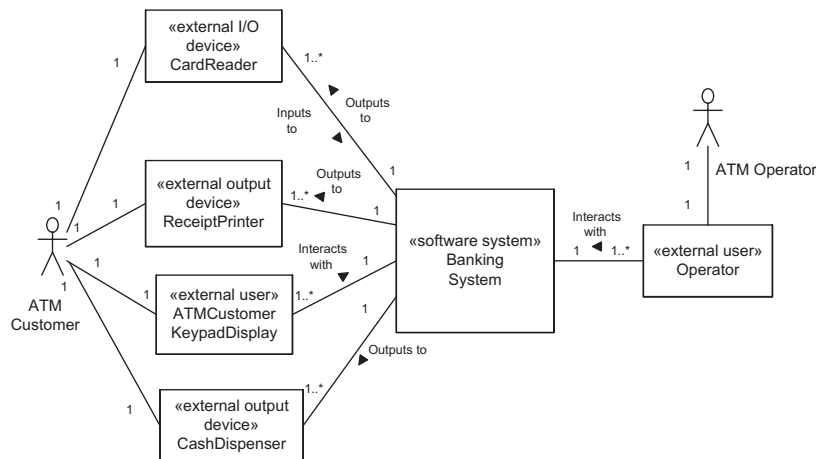 «external I/O
device»
CardReader
1
1..*
Outputs
to
Inputs
to
1
1
«external output
device»
ReceiptPrinter
1
1..*
Outputs
to
1
1
1
1
1
ATM
Customer
«external user»
ATMCustomer
KeypadDisplay
1
1
1..*
Interacts
with
1
«software system»
Banking
System
1
Outputs to
«external output
device»
CashDispenser
1
1..*
Interacts
with
1
1..*
«external user»
Operator
1
1
ATM Operator